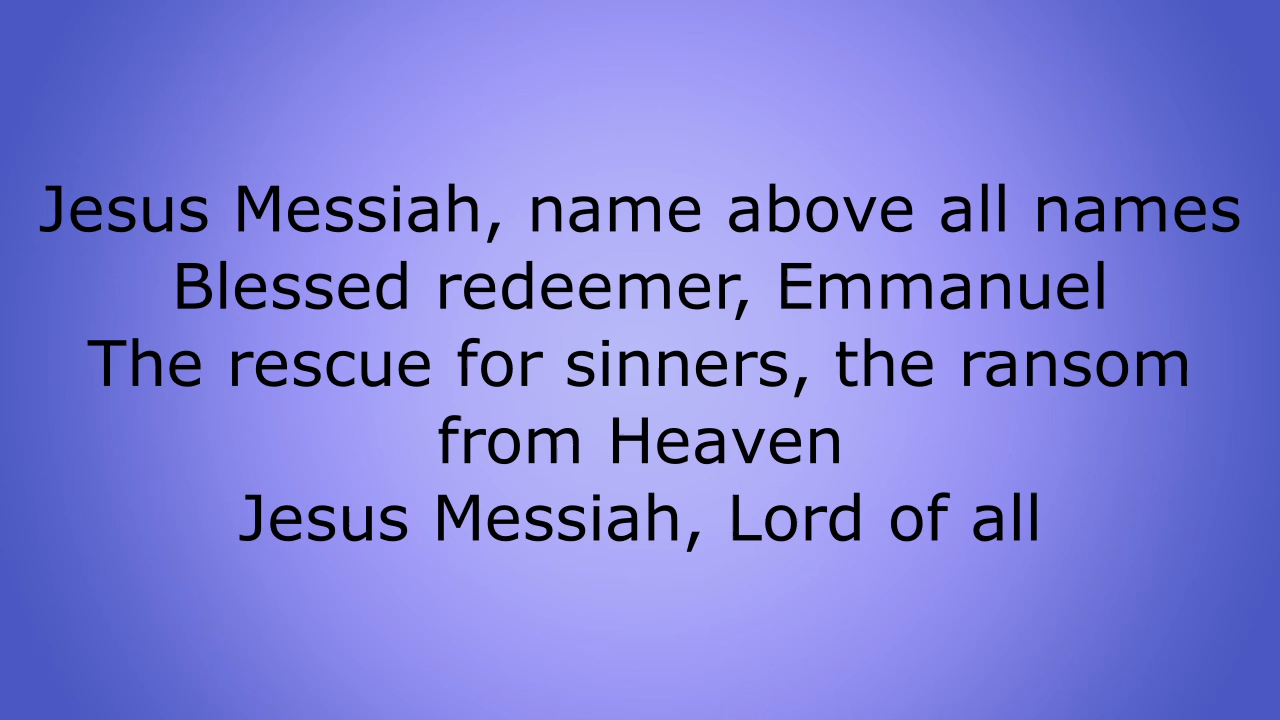 Jesus Messiah, name above all names
Blessed redeemer, Emmanuel
The rescue for sinners, the ransom
from Heaven
Jesus Messiah, Lord of all